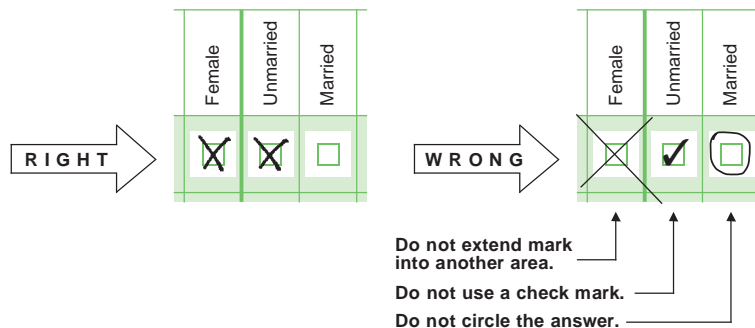 Female
Unmarried
Married
RIGHT
Female
Unmarried
Married
WRONG
Do not extend mark
into another area.
Do not use a check mark.
Do not circle the answer.